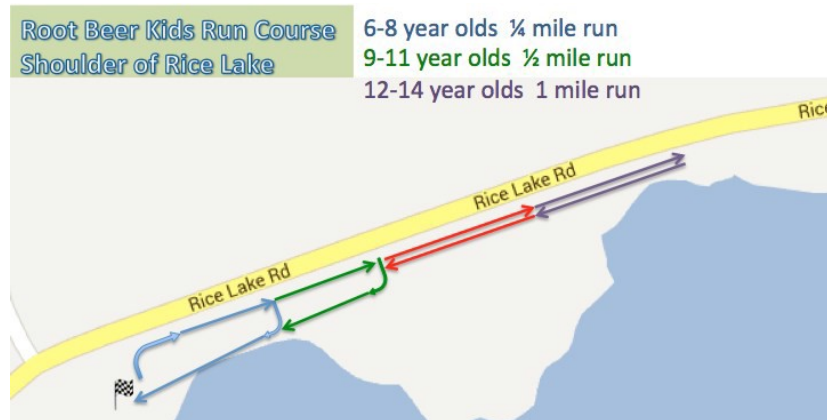 Root Beer Kids Run Course
Shoulder of Rice Lake
6-8 year olds ¼ mile run
9-11 year olds ½ mile run
12-14 year olds 1 mile run
Rice
Rice Lake Rd
Rice Lake Rd